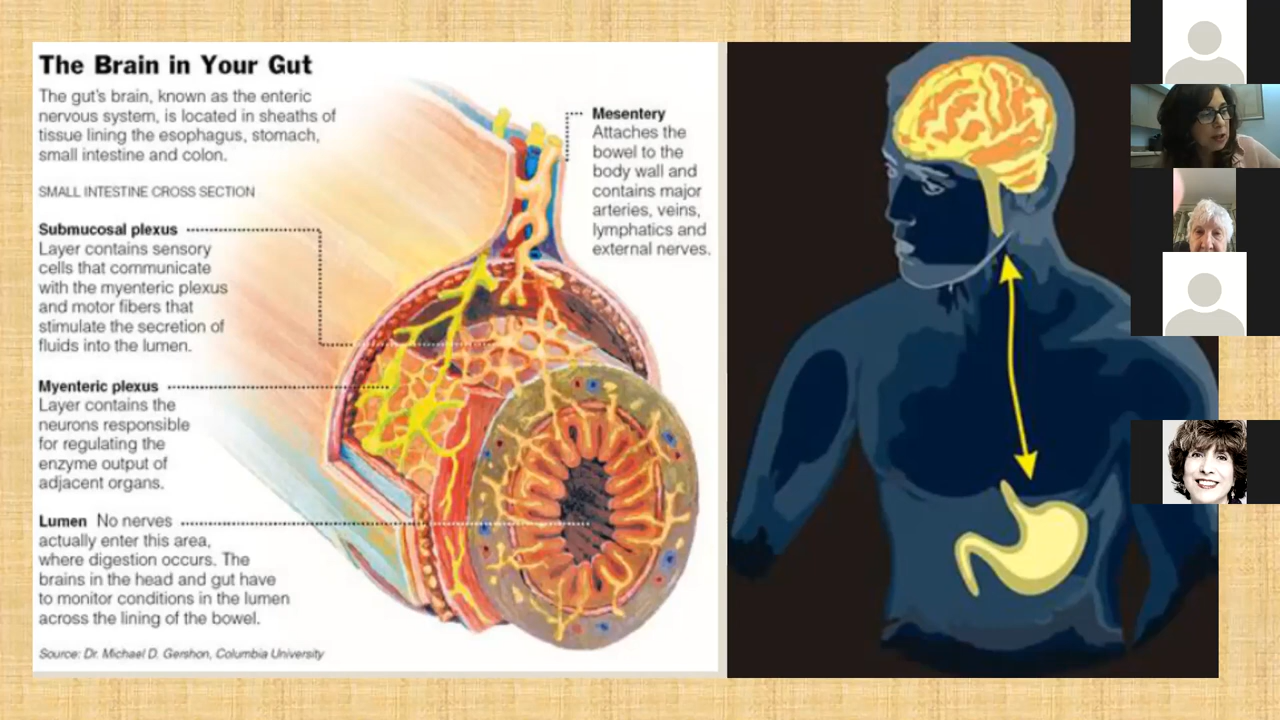 The Brain in Your Gut
The gut's brain, known as the enteric
nervous system, is located in sheaths of
tissue lining the esophagus, stomach,
small intestine and colon.
SMALL INTESTINE CROSS SECTION
Submucosal plexus
Layer contains sensory
cells that communicate
with the myenteric plexus
and motor fibers that
stimulate the secretion of
fluids into the lumen.
Myenteric plexus
Layer contains the
neurons responsible
for regulating the
enzyme output of
adjacent organs.
Lumen No nerves
actually enter this area,
where digestion occurs. The
brains in the head and gut have
to monitor conditions in the lumen
across the lining of the bowel.
Source: Dr. Michael D. Gershon, Columbia University
Mesentery
Attaches the
bowel to the
body wall and
contains major
arteries, veins,
lymphatics and
external nerves.